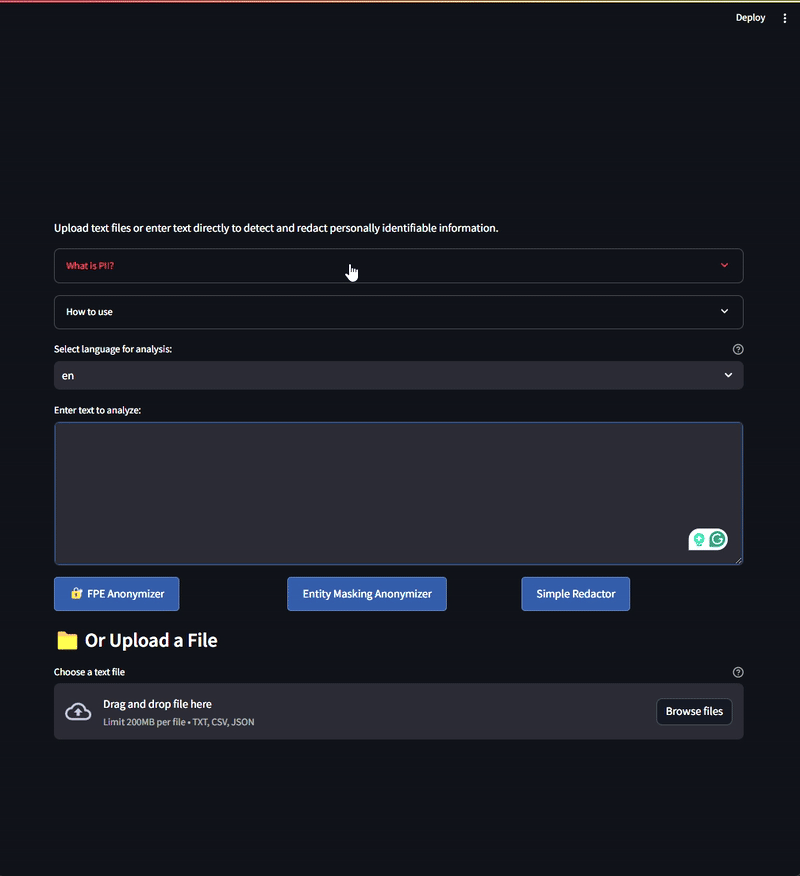 Deploy
Upload text files or enter text directly to detect and redact personally identifiable information.
What is PII?
How to use
Select language for analysis:
en
Enter text to analyze:
FPE Anonymizer
Entity Masking Anonymizer
Simple Redactor
Or Upload a File
Choose a text file
Drag and drop file here
Limit 200MB per file • TXT, CSV, JSON
Browse files